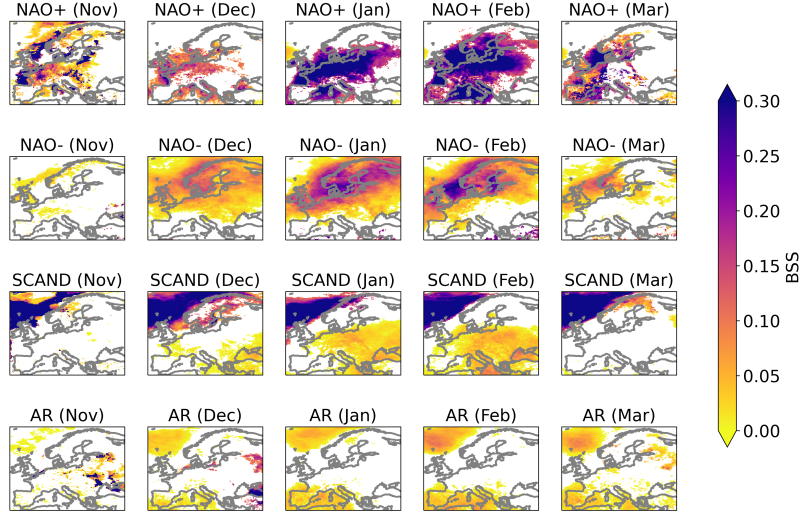 NAO+ (Nov) NAO+ (Dec) NAO+ (Jan) NAO+ (Feb) NAO+ (Mar)
NAO- (Nov) NAO- (Dec) NAO- (Jan) NAO- (Feb) NAO- (Mar)
SCAND (Nov) SCAND (Dec) SCAND (Jan) SCAND (Feb) SCAND (Mar)
AR (Nov) AR (Dec) AR (Jan) AR (Feb) AR (Mar)
0.30
0.25
0.20
0.15
0.10
0.05
0.00
BSS